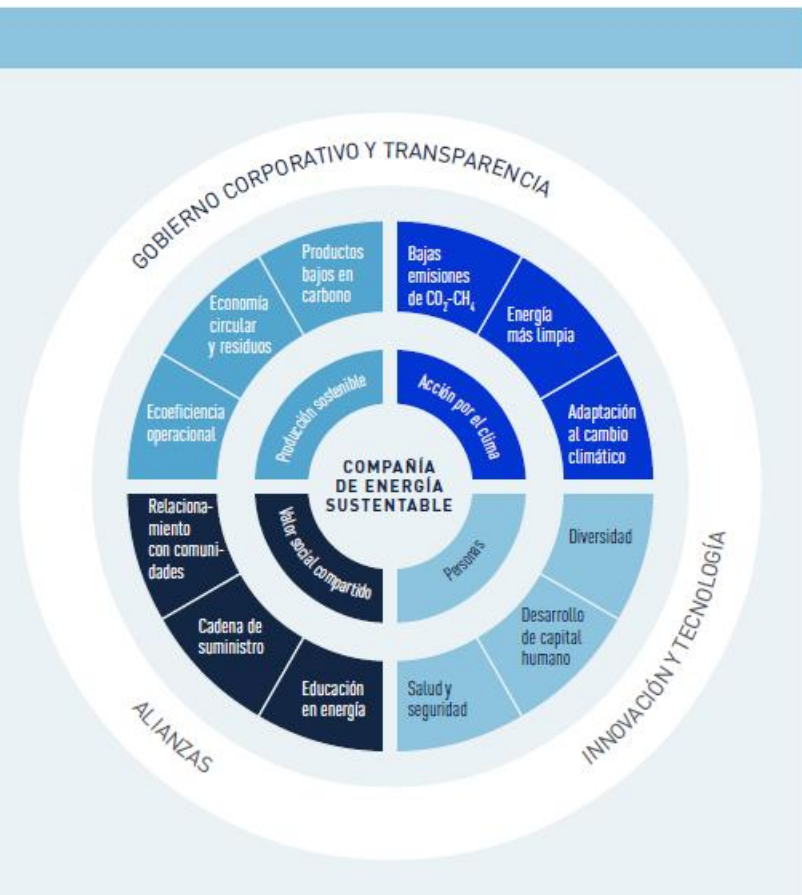 GOBIERNO CORPORATIVO Y TRANSPARENCIA
Productos
bajos en
carbono
Bajas
emisiones
de CO₂-CH₄
Economía
circular
y residuos
Energía
más limpia
Ecoeficiencia
operacional
Adaptación
al cambio
climático
Producción sostenible
Acción por el clima
COMPAÑÍA
DE ENERGÍA
SUSTENTABLE
Valor social compartido
Personas
Relaciona-
miento
con comuni-
dades
Diversidad
Cadena de
suministro
Desarrollo
de capital
humano
Educación
en energía
Salud y
seguridad
ALIANZAS
INNOVACIÓN Y TECNOLOGÍA